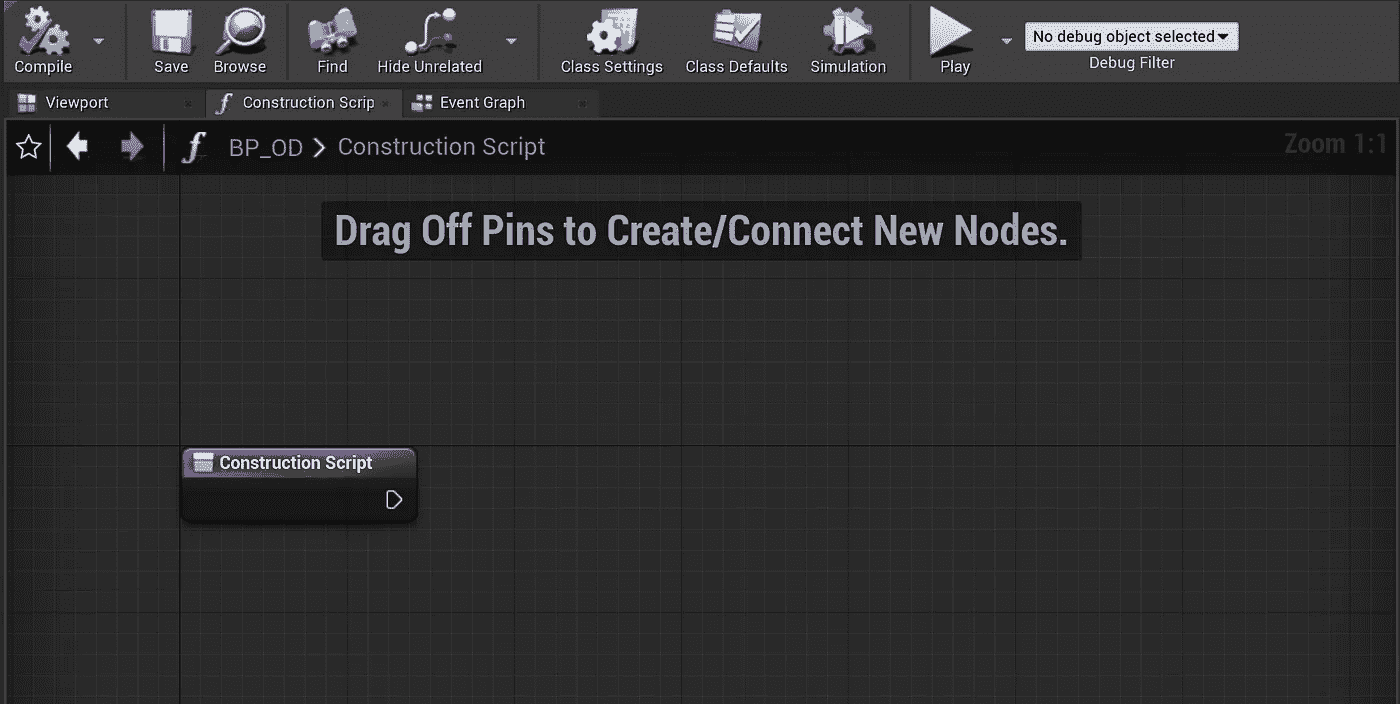 Compile Save Browse Find Hide Unrelated Class Settings Class Defaults Simulation Play No debug object selected
Debug Filter
Viewport Construction Scrip Event Graph
BP_OD Construction Script Zoom 1:1
Drag Off Pins to Create/Connect New Nodes.
Construction Script